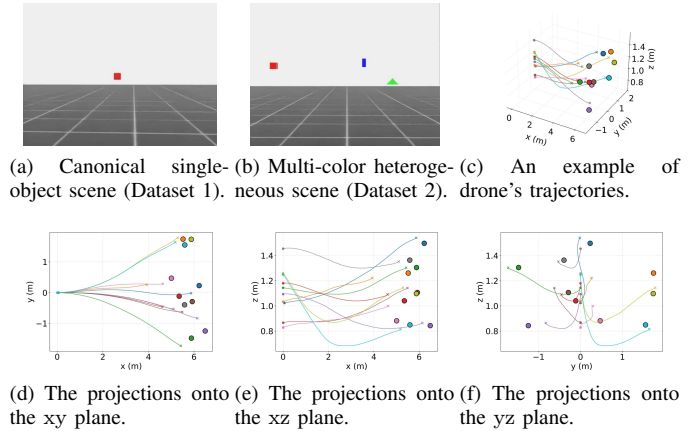 (a) Canonical single-object scene (Dataset 1).
(b) Multi-color heterogeneous scene (Dataset 2).
(c) An example of drone's trajectories.
1.4
1.2
1.0
0.8
z (m)
0
2
4
6
x (m)
−1
0
1
2
y (m)
1
0
−1
y (m)
0
2
4
6
x (m)
1.4
1.2
1.0
0.8
z (m)
0
2
4
6
x (m)
1.4
1.2
1.0
0.8
z (m)
−1
0
1
y (m)
(d) The projections onto the xy plane.
(e) The projections onto the xz plane.
(f) The projections onto the yz plane.